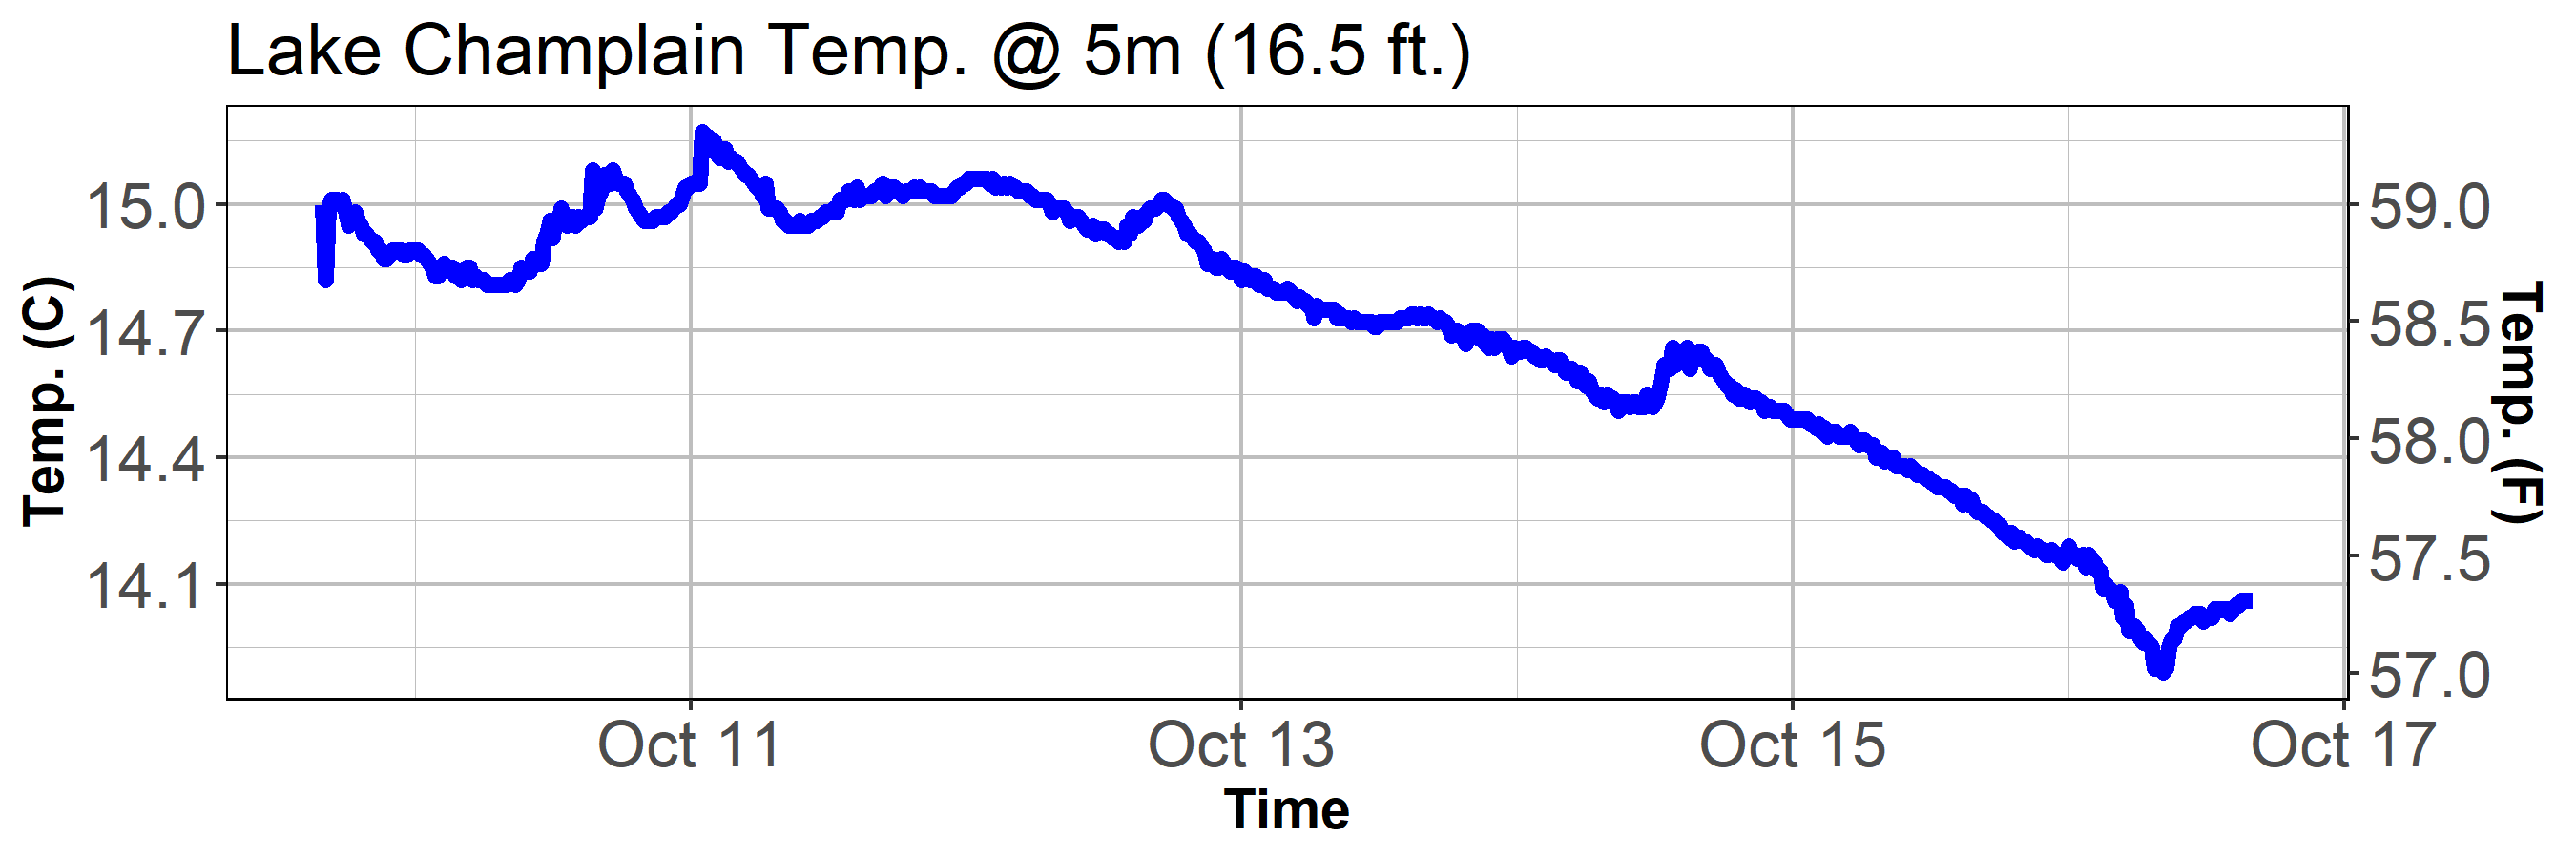 Lake Champlain Temp. @ 5m (16.5 ft.)
Temp. (C)
15.0
14.7
14.4
14.1
59.0
58.5
58.0
57.5
57.0
Temp. (F)
Oct 11
Oct 13
Oct 15
Oct 17
Time